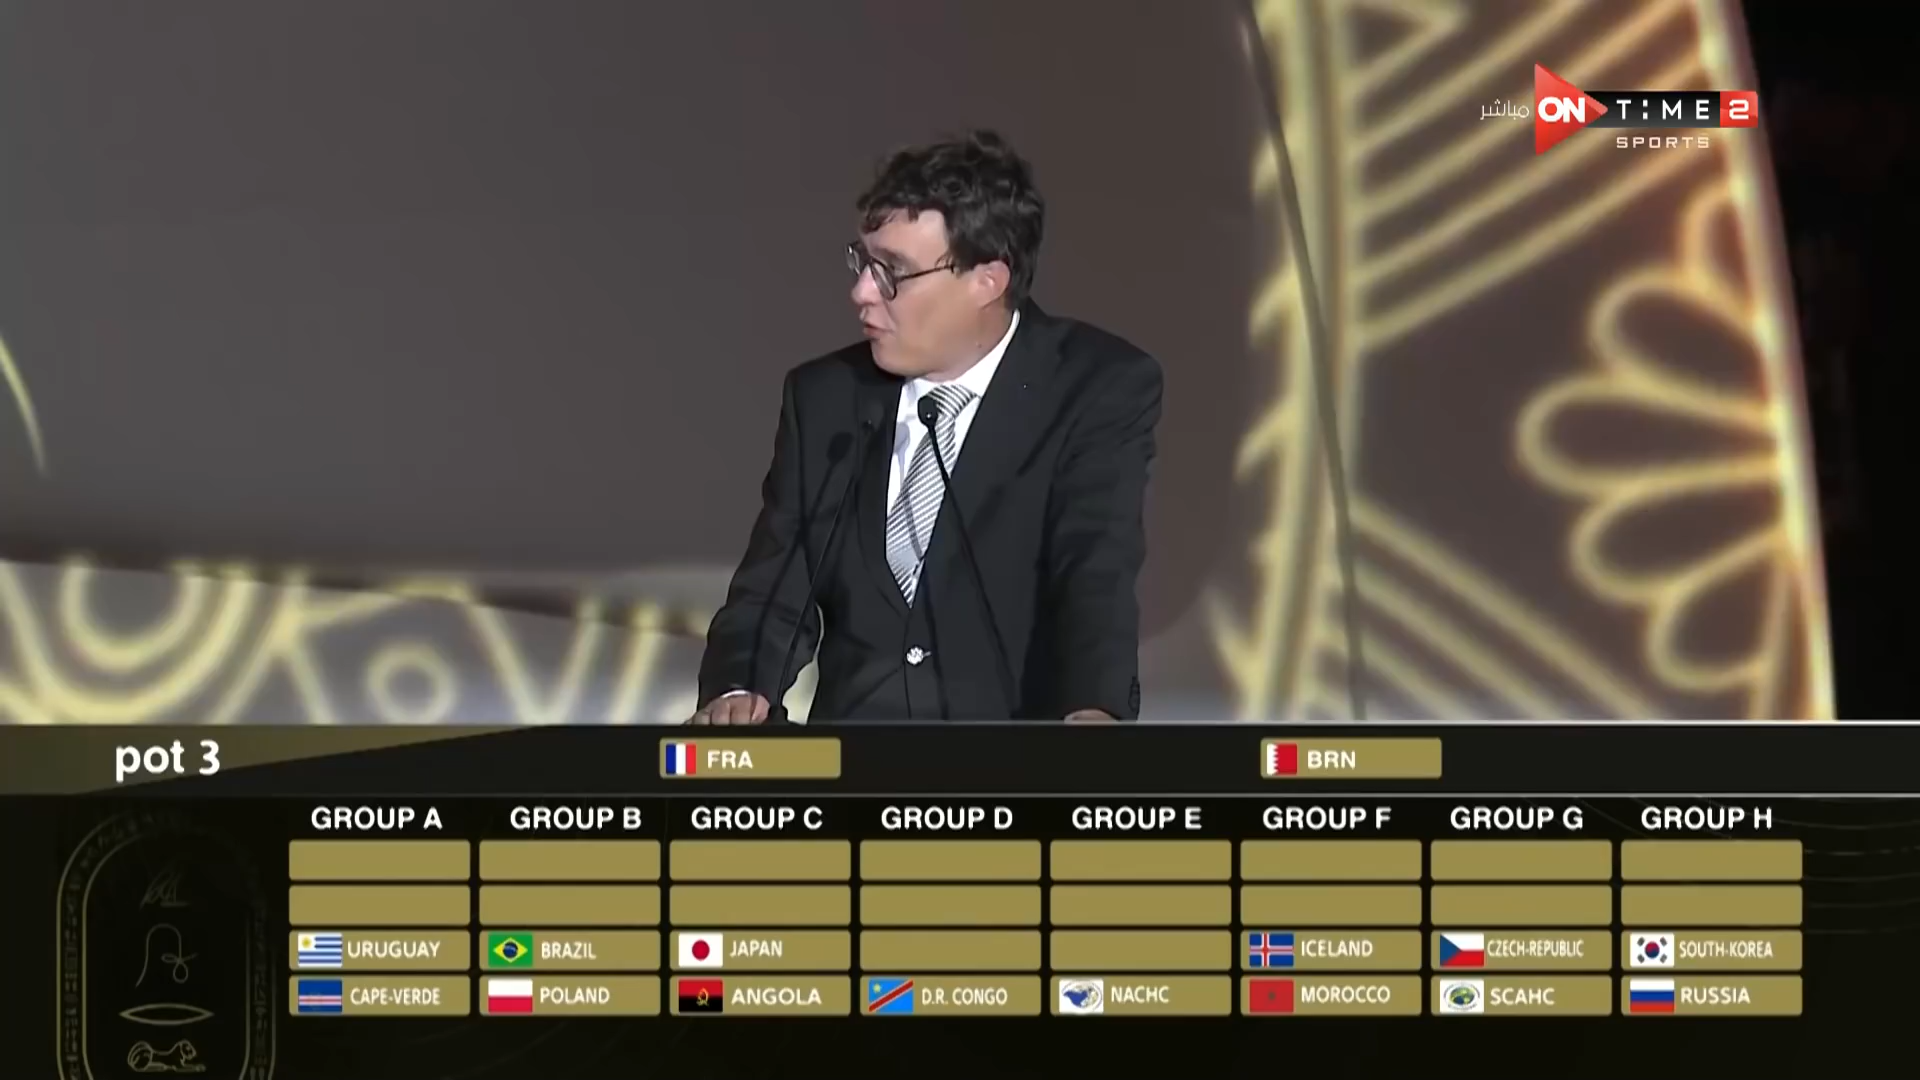 مباشر ON TIME 2
SPORTS
pot 3
FRA
BRN
GROUP A GROUP B GROUP C GROUP D GROUP E GROUP F GROUP G GROUP H
URUGUAY BRAZIL JAPAN ICELAND CZECH-REPUBLIC SOUTH-KOREA
CAPE-VERDE POLAND ANGOLA D.R. CONGO NACHC MOROCCO SCAHC RUSSIA